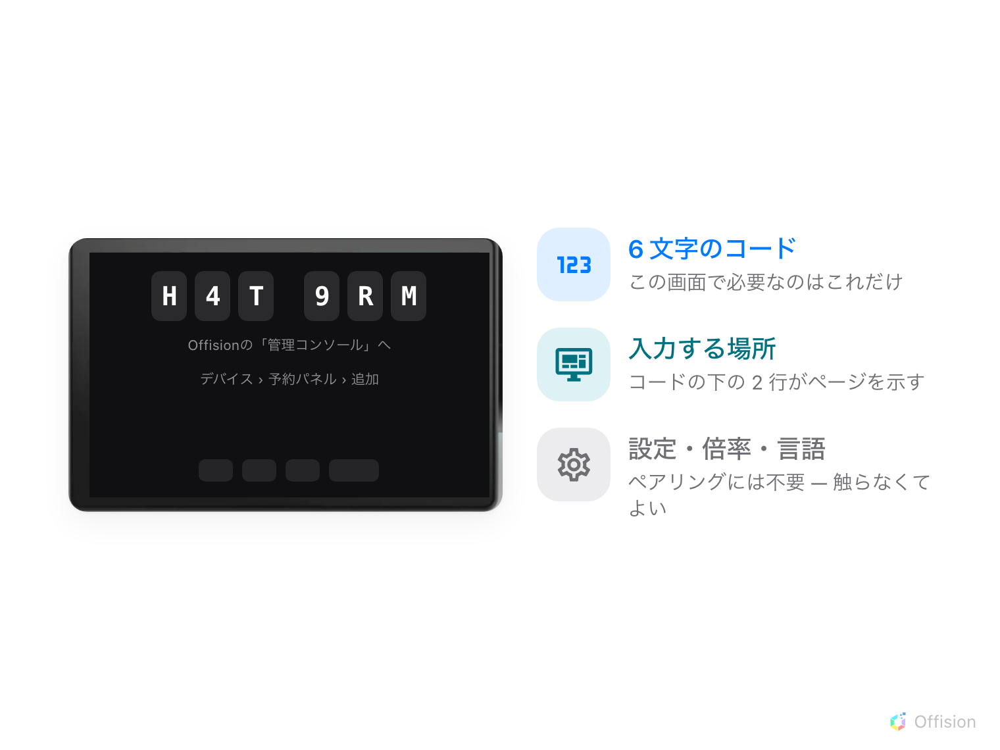 H4T 9RM
Offisionの「管理コンソール」へ
デバイス › 予約パネル › 追加
123
6 文字のコード
この画面で必要なのはこれだけ
入力する場所
コードの下の 2 行がページを示す
設定・倍率・言語
ペアリングには不要 — 触らなくて
よい
Offision